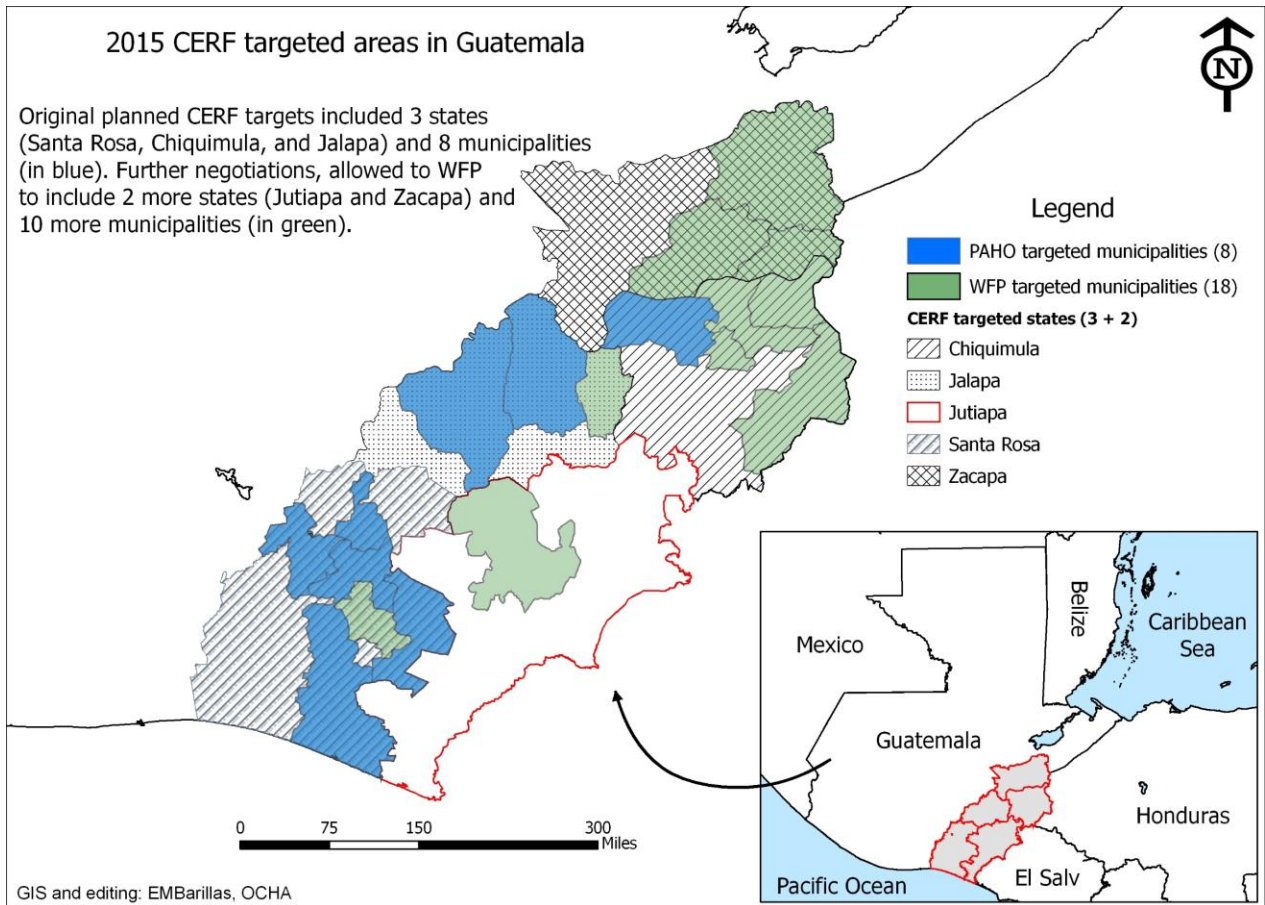 2015 CERF targeted areas in Guatemala
N
Original planned CERF targets included 3 states
(Santa Rosa, Chiquimula, and Jalapa) and 8 municipalities
(in blue). Further negotiations, allowed to WFP
to include 2 more states (Jutiapa and Zacapa) and
10 more municipalities (in green).
Legend
PAHO targeted municipalities (8)
WFP targeted municipalities (18)
CERF targeted states (3 + 2)
Chiquimula
Jalapa
Jutiapa
Santa Rosa
Zacapa
Mexico
Belize
Caribbean
Sea
Guatemala
Honduras
El Salv
Pacific Ocean
0 75 150 300
Miles
GIS and editing: EMBarillas, OCHA